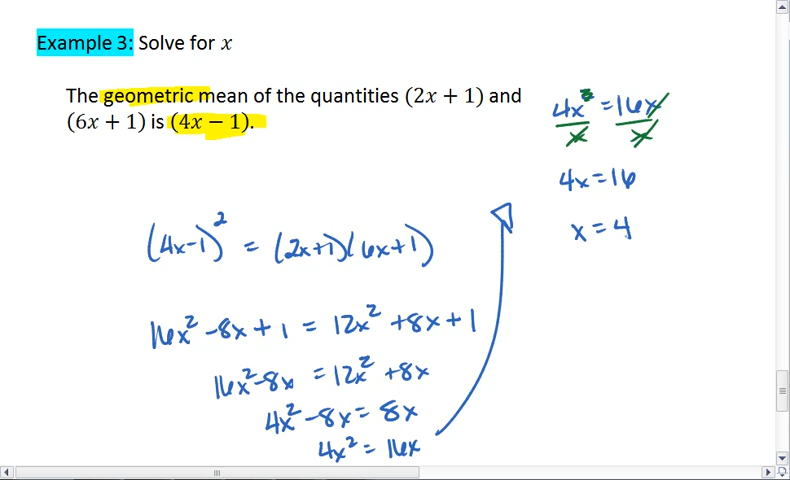 Example 3: Solve for x
The geometric mean of the quantities (2x + 1) and
(6x + 1) is (4x − 1).
(4x-1)² = (2x+1)(6x+1)
16x² -8x + 1 = 12x² +8x + 1
16x² -8x = 12x² +8x
4x² -8x = 8x
4x² = 16x
4x² = 16x
x x
4x = 16
x = 4